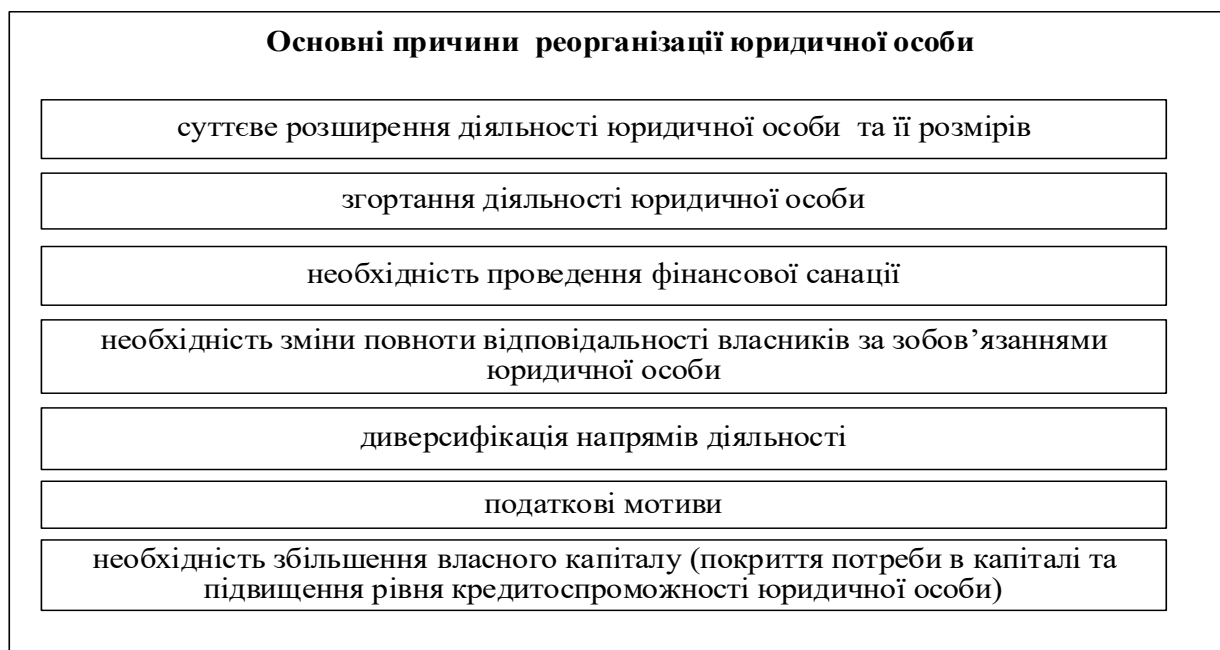 Основні причини реорганізації юридичної особи
суттєве розширення діяльності юридичної особи та її розмірів
згортання діяльності юридичної особи
необхідність проведення фінансової санації
необхідність зміни повноти відповідальності власників за зобов’язаннями
юридичної особи
диверсифікація напрямів діяльності
податкові мотиви
необхідність збільшення власного капіталу (покриття потреби в капіталі та
підвищення рівня кредитоспроможності юридичної особи)